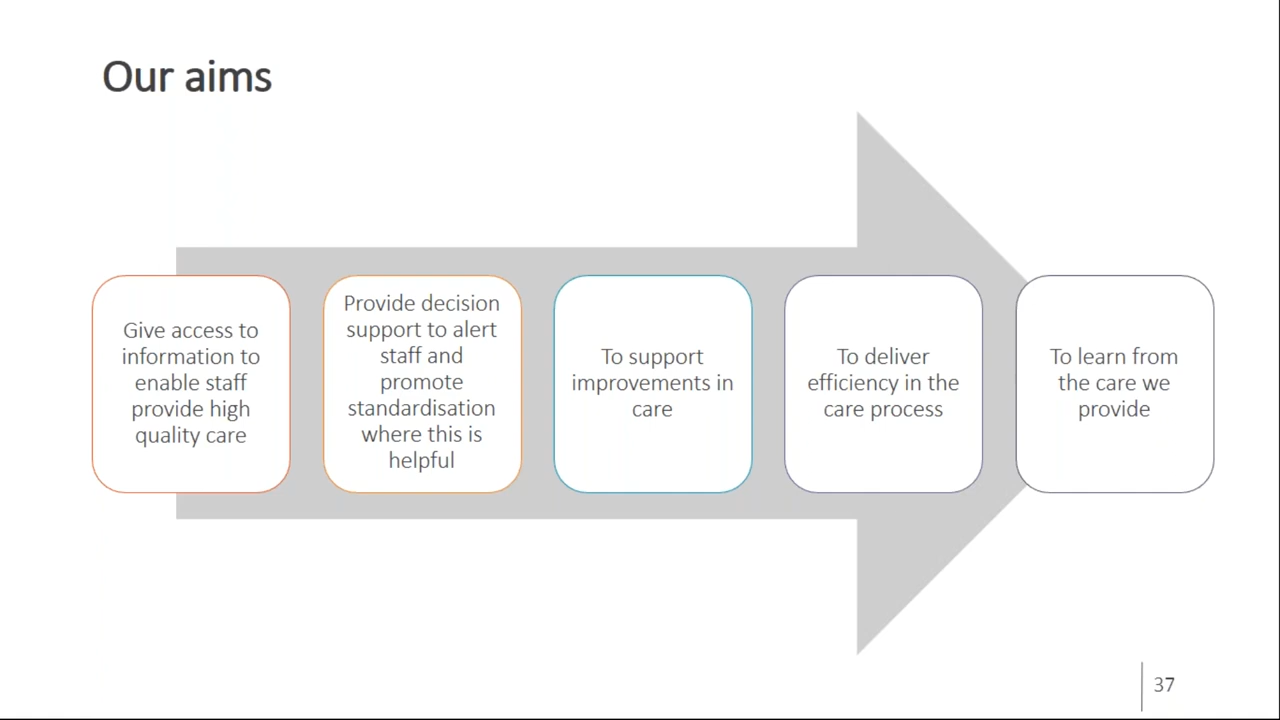 Our aims
Give access to
information to
enable staff
provide high
quality care
Provide decision
support to alert
staff and
promote
standardisation
where this is
helpful
To support
improvements in
care
To deliver
efficiency in the
care process
To learn from
the care we
provide
37